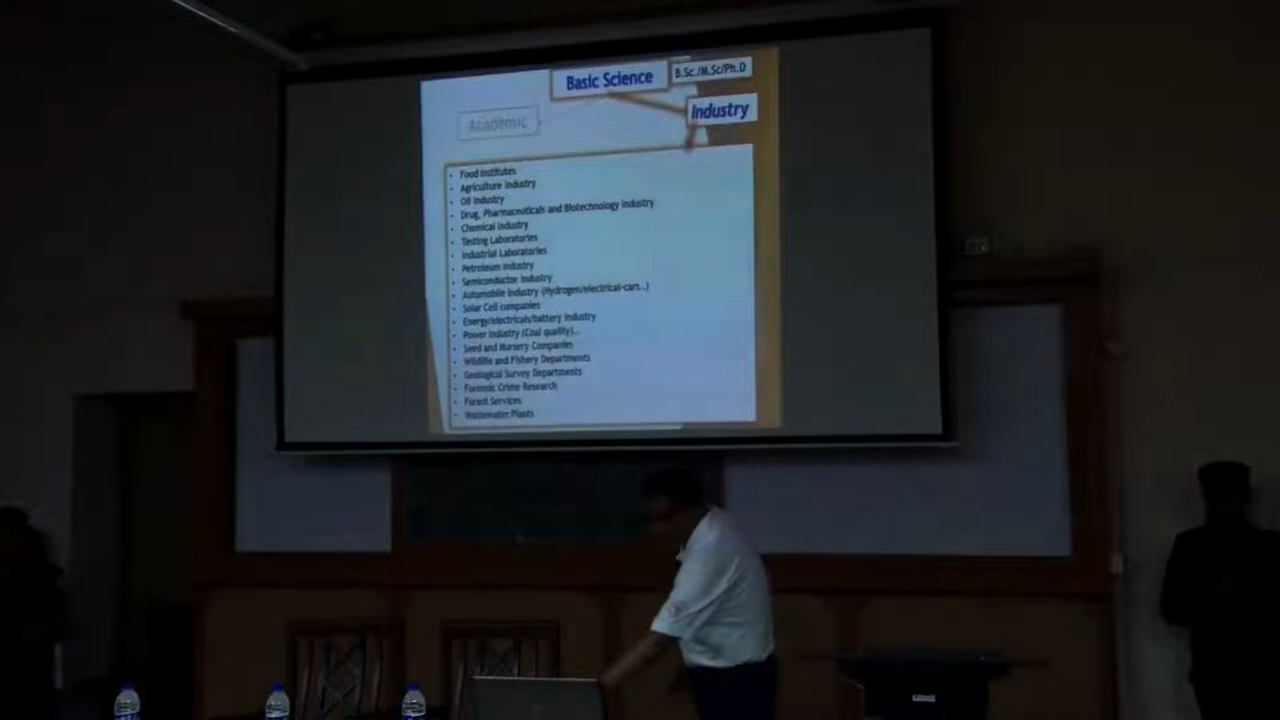 Basic Science
B.Sc./M.Sc/Ph.D
Industry
Academic
• Food Institutes
• Agriculture Industry
• Oil Industry
• Drug, Pharmaceuticals and Biotechnology Industry
• Chemical Industry
• Testing Laboratories
• Industrial Laboratories
• Petroleum Industry
• Semiconductor Industry
• Automobile Industry (Hydrogen/electrical-cars..)
• Solar Cell companies
• Energy/electricals/battery Industry
• Power Industry (Coal quality)..
• Seed and Nursery Companies
• Wildlife and Fishery Departments
• Geological Survey Departments
• Forensic Crime Research
• Forest Services
• Wastewater Plants